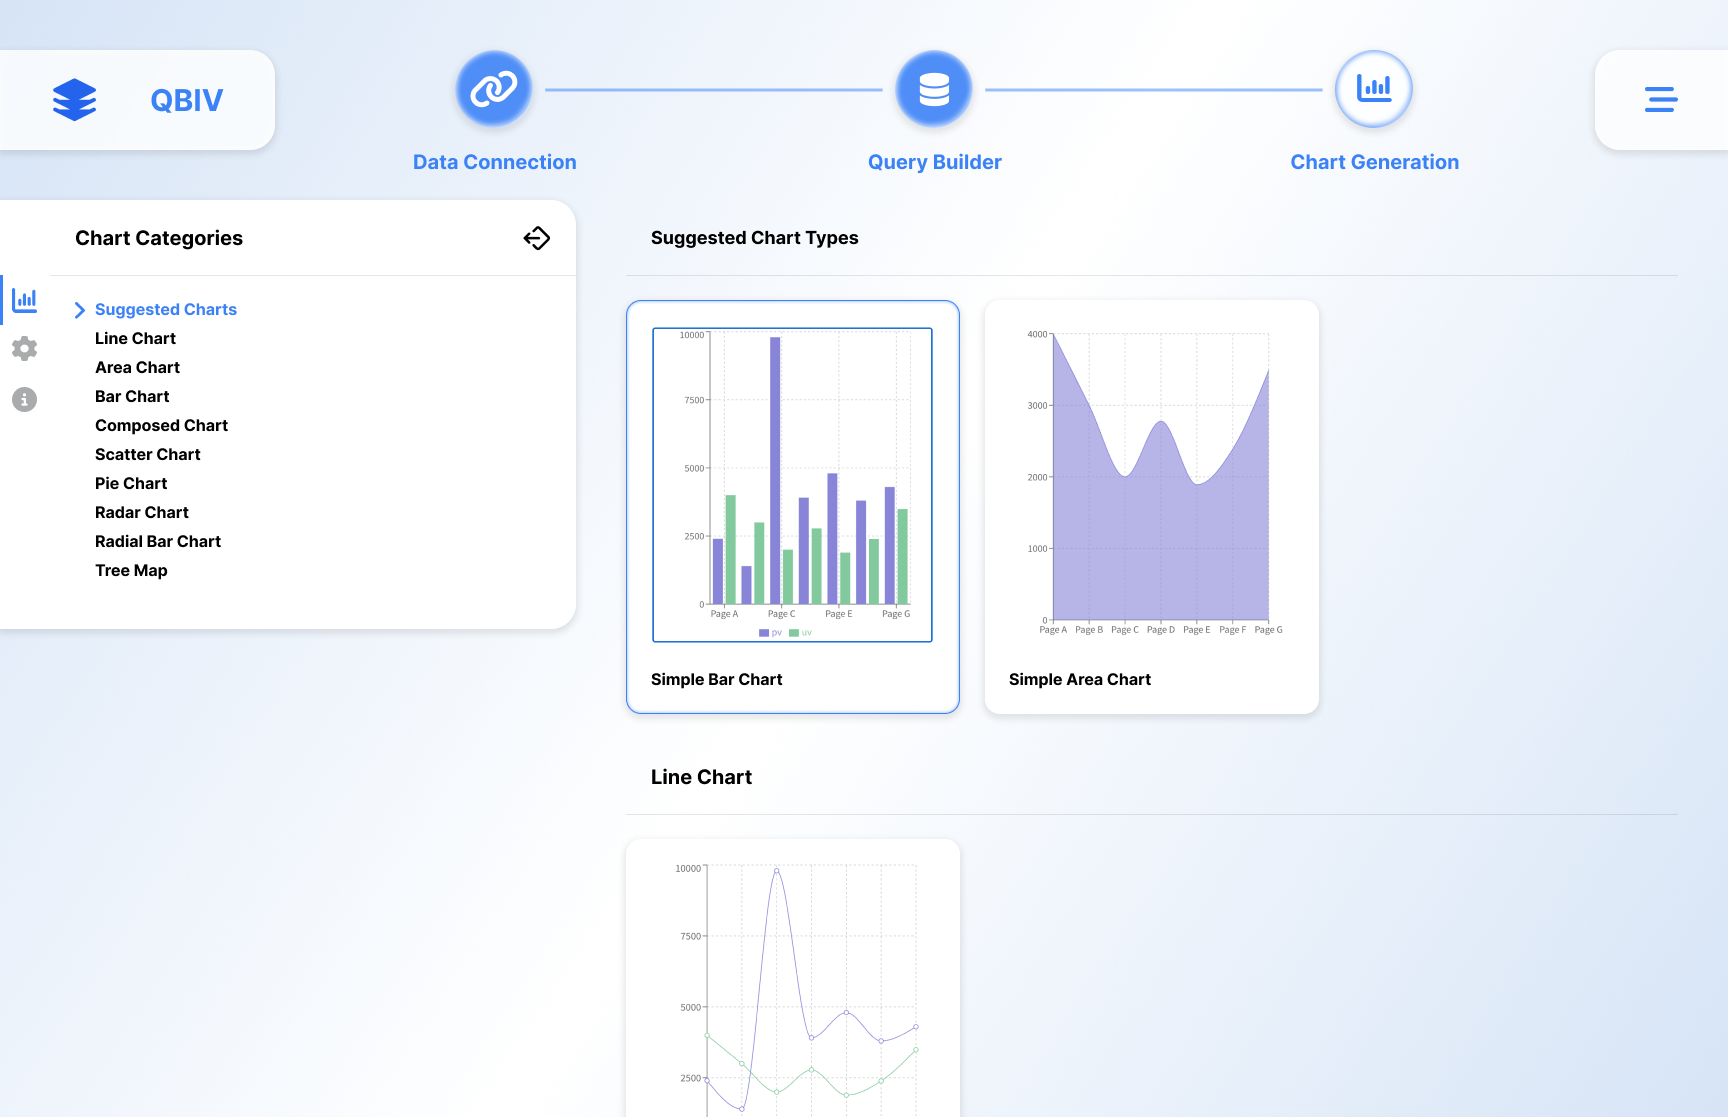 QBIV
Data Connection
Query Builder
Chart Generation
Chart Categories
Suggested Charts
Line Chart
Area Chart
Bar Chart
Composed Chart
Scatter Chart
Pie Chart
Radar Chart
Radial Bar Chart
Tree Map
Suggested Chart Types
10000
7500
5000
2500
0
Page A Page C Page E Page G
pv uv
Simple Bar Chart
4000
3000
2000
1000
0
Page A Page B Page C Page D Page E Page F Page G
Simple Area Chart
Line Chart
10000
7500
5000
2500